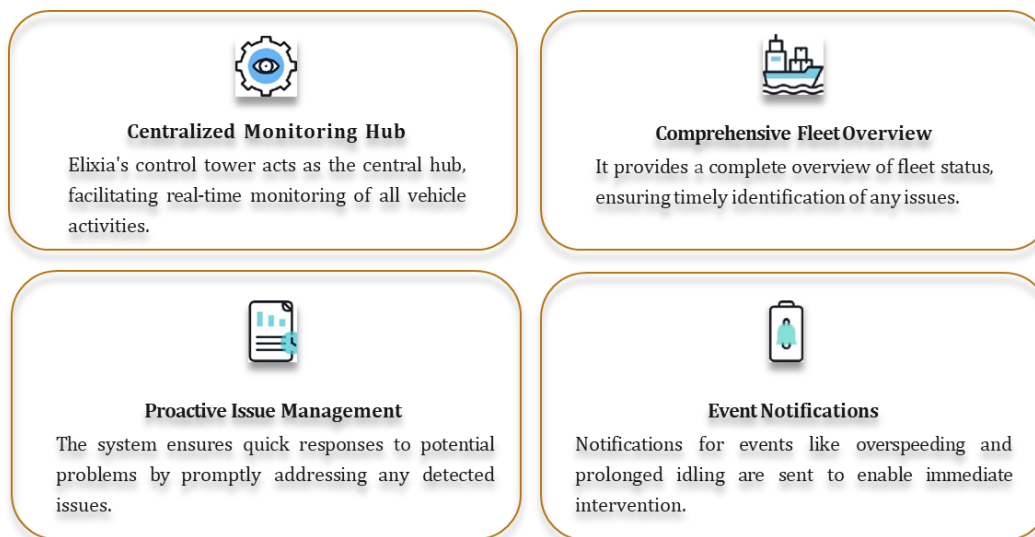 Centralized Monitoring Hub
Elixia's control tower acts as the central hub,
facilitating real-time monitoring of all vehicle
activities.
Comprehensive Fleet Overview
It provides a complete overview of fleet status,
ensuring timely identification of any issues.
Proactive Issue Management
The system ensures quick responses to potential
problems by promptly addressing any detected
issues.
Event Notifications
Notifications for events like overspeeding and
prolonged idling are sent to enable immediate
intervention.